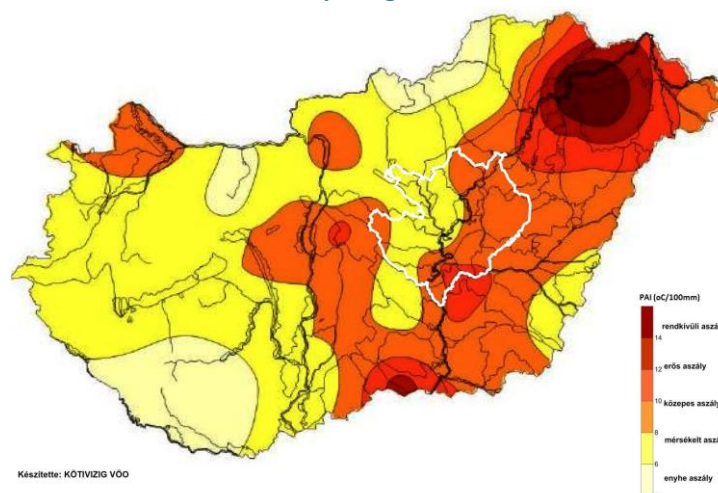 PAI (oC/100mm)
rendkívüli aszá
14
erős aszály
12
közepes aszály
10
8
mérsékelt asz
6
enyhe aszály
Készítette: KÖTIVIZIG VÖO